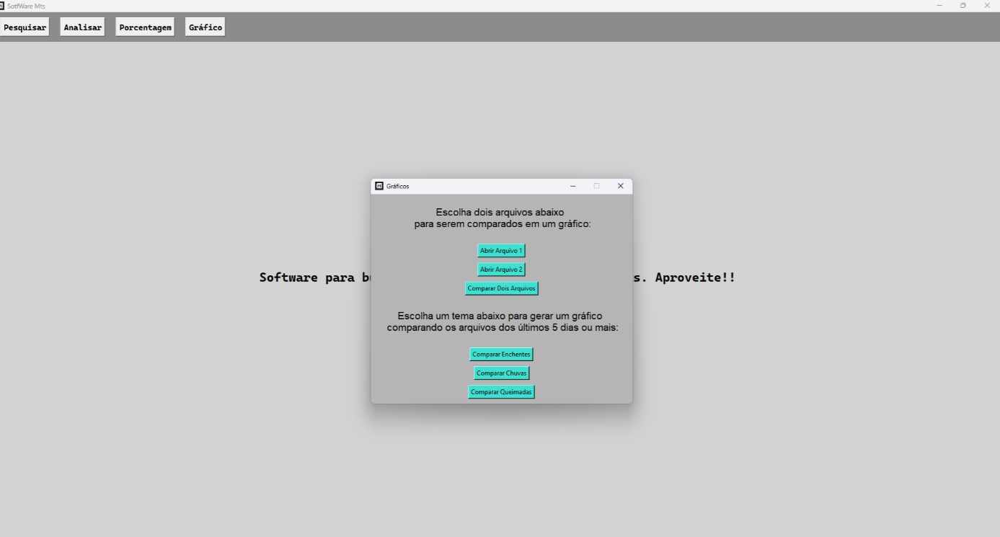 SotfWare Mts
Pesquisar Analisar Porcentagem Gráfico
Gráficos
Escolha dois arquivos abaixo
para serem comparados em um gráfico:
Abrir Arquivo 1
Abrir Arquivo 2
Software para s. Aproveite!!
Comparar Dois Arquivos
Escolha um tema abaixo para gerar um gráfico
comparando os arquivos dos últimos 5 dias ou mais:
Comparar Enchentes
Comparar Chuvas
Comparar Queimadas